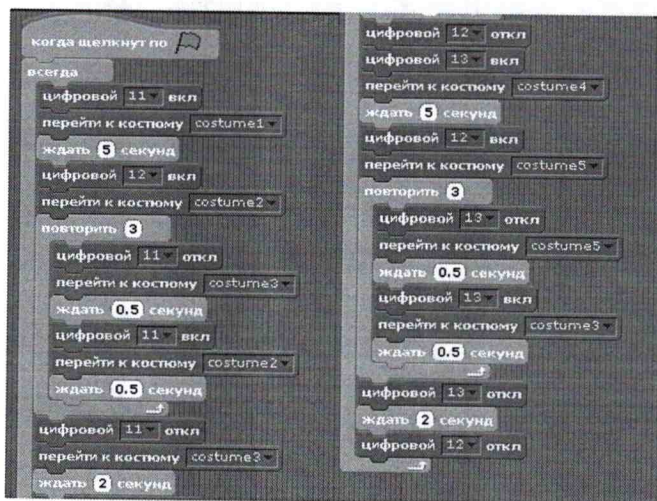 когда щелкнут по
всегда
цифровой 11 вкл
перейти к костюму costume1
ждать 5 секунд
цифровой 12 вкл
перейти к костюму costume2
повторить 3
цифровой 11 откл
перейти к костюму costume3
ждать 0.5 секунд
цифровой 11 вкл
перейти к костюму costume2
ждать 0.5 секунд
цифровой 11 откл
перейти к костюму costume3
ждать 2 секунд
цифровой 12 откл
цифровой 13 вкл
перейти к костюму costume4
ждать 5 секунд
цифровой 12 вкл
перейти к костюму costume5
повторить 3
цифровой 13 откл
перейти к костюму costume5
ждать 0.5 секунд
цифровой 13 вкл
перейти к костюму costume3
ждать 0.5 секунд
цифровой 13 откл
ждать 2 секунд
цифровой 12 откл